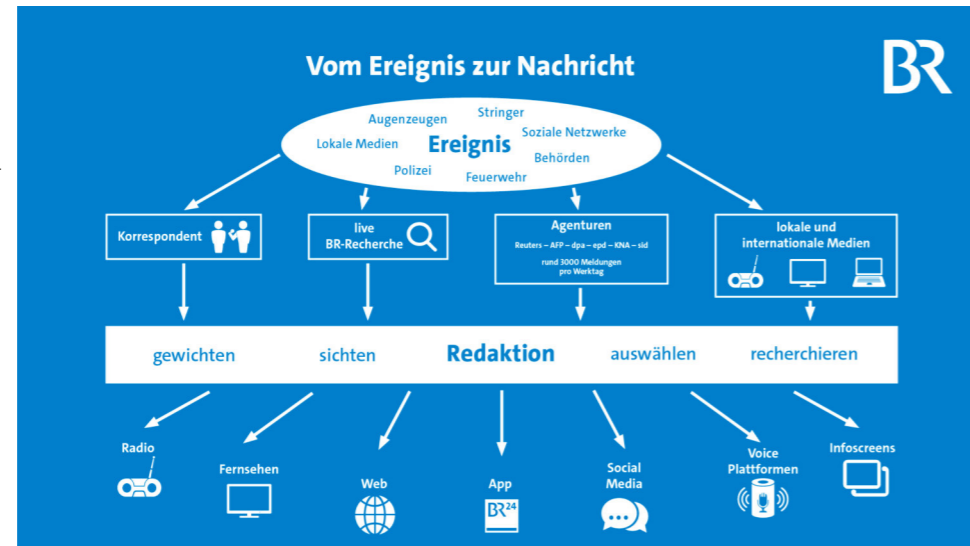 Vom Ereignis zur Nachricht
BR
Stringer
Augenzeugen
Soziale Netzwerke
Lokale Medien
Ereignis
Behörden
Polizei
Feuerwehr
Korrespondent
live
BR-Recherche
Agenturen
Reuters – AFP – dpa – epd – KNA – sid
rund 3000 Meldungen
pro Werktag
lokale und
internationale Medien
gewichten sichten Redaktion auswählen recherchieren
Radio
Fernsehen
Web
App
BR24
Social
Media
Voice
Plattformen
Infoscreens